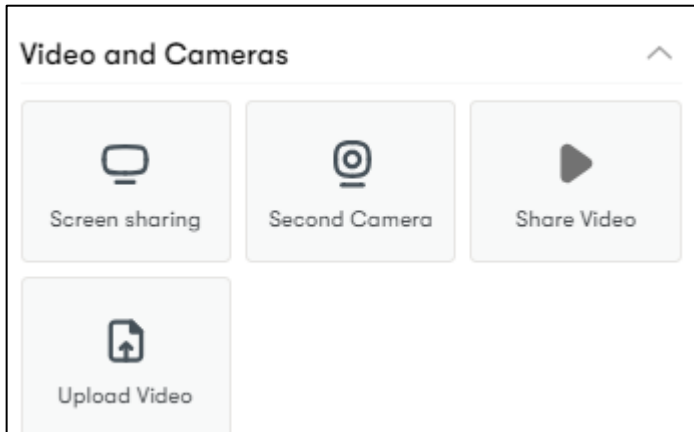 Video and Cameras
Screen sharing
Second Camera
Share Video
Upload Video